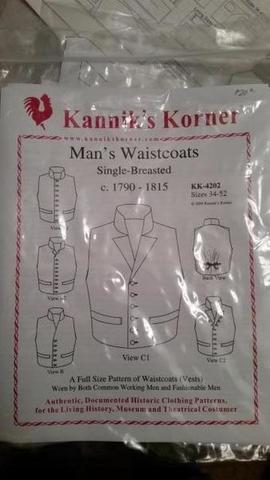 Kannik's Korner
www.kannikskorner.com
Man's Waistcoats
Single-Breasted
c. 1790 - 1815
KK-4202
Sizes 34-52
Kannik's Korner
View
Back View
View B
View C1
View C2
A Full Size Pattern of Waistcoats (Vests)
Worn by Both Common Working Men and Fashionable Men
Authentic, Documented Historic Clothing Patterns,
for the Living History, Museum and Theatrical Costumer